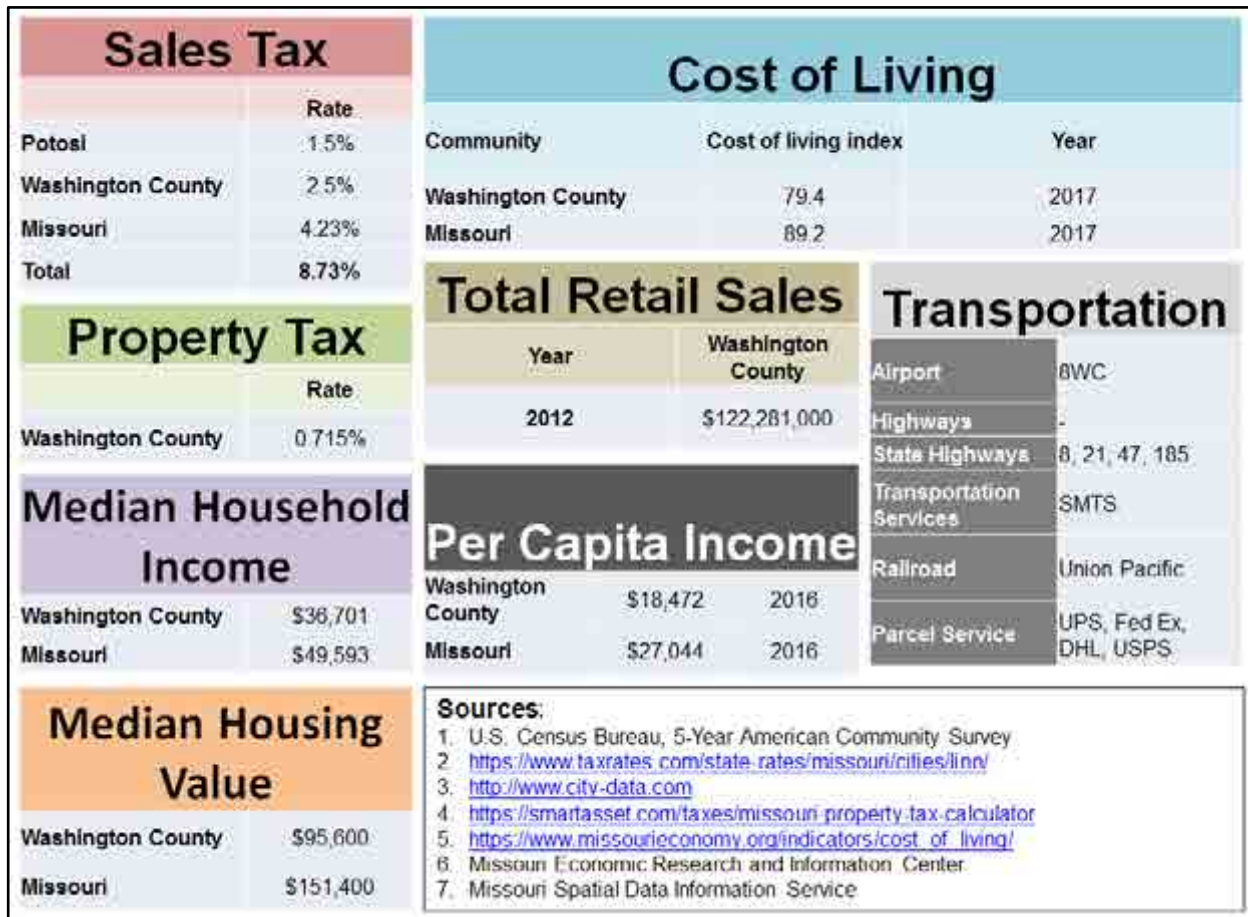 Sales Tax
Rate
Potosi 1.5%
Washington County 2.5%
Missouri 4.23%
Total 8.73%
Property Tax
Rate
Washington County 0.715%
Median Household
Income
Washington County $36,701
Missouri $49,593
Median Housing
Value
Washington County $95,600
Missouri $151,400
Cost of Living
Community Cost of living index Year
Washington County 79.4 2017
Missouri 89.2 2017
Total Retail Sales
Year Washington
County
2012 $122,281,000
Per Capita Income
Washington
County $18,472 2016
Missouri $27,044 2016
Transportation
Airport 8WC
Highways -
State Highways 8, 21, 47, 185
Transportation
Services SMTS
Railroad Union Pacific
Parcel Service UPS, Fed Ex,
DHL, USPS
Sources:
1. U.S. Census Bureau, 5-Year American Community Survey
2. https://www.taxrates.com/state-rates/missouri/cities/linn/
3. http://www.city-data.com
4. https://smartasset.com/taxes/missouri-property-tax-calculator
5. https://www.missourieconomy.org/indicators/cost_of_living/
6. Missouri Economic Research and Information Center
7. Missouri Spatial Data Information Service